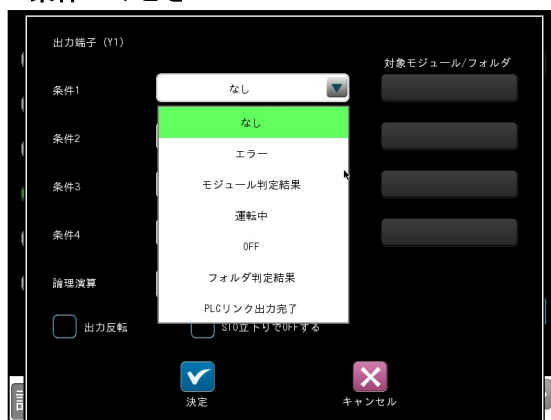 出力端子 (Y1)
対象モジュール/フォルダ
条件1
なし
なし
条件2
エラー
条件3
モジュール判定結果
運転中
条件4
OFF
論理演算
フォルダ判定結果
PLCリンク出力完了
出力反転
STO立下りでOFFする
決定
キャンセル